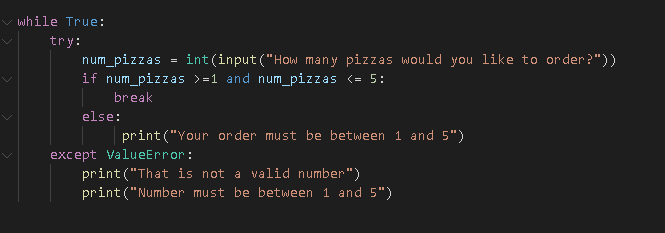 while True:
    try:
        num_pizzas = int(input("How many pizzas would you like to order?"))
        if num_pizzas >=1 and num_pizzas <= 5:
            break
        else:
             print("Your order must be between 1 and 5")
    except ValueError:
        print("That is not a valid number")
        print("Number must be between 1 and 5")